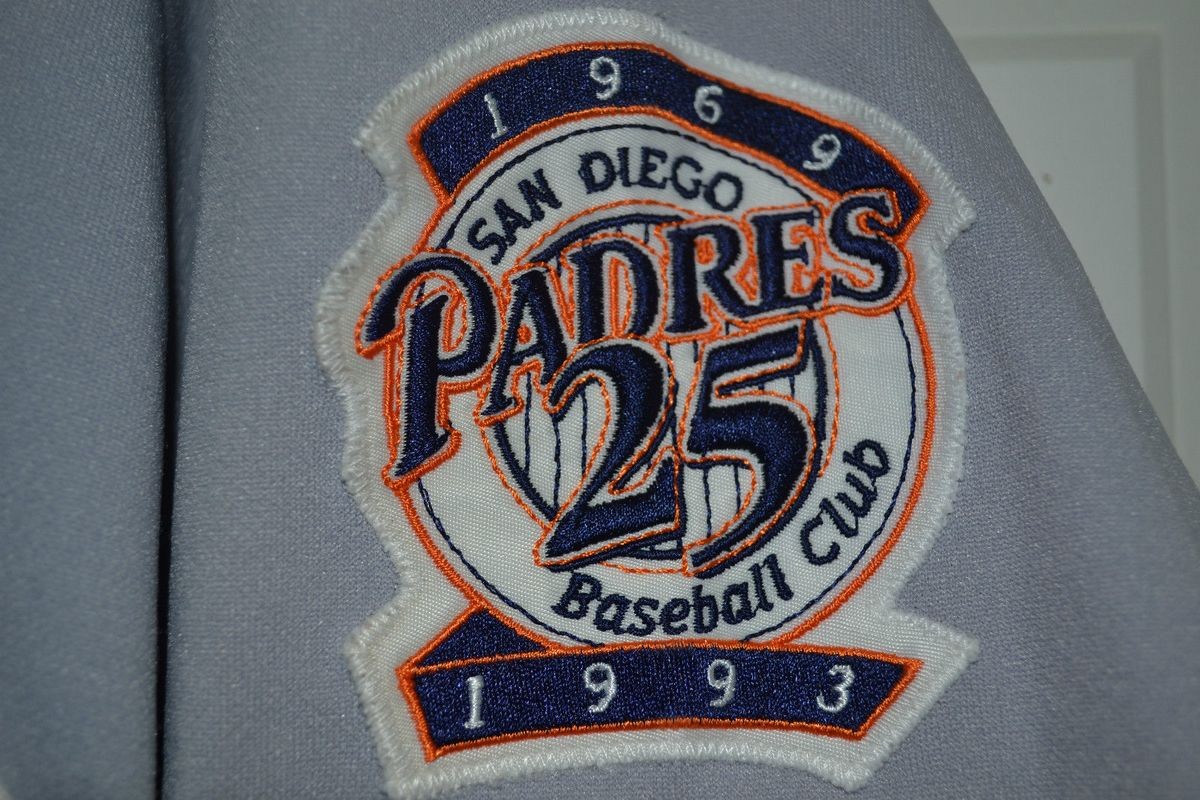 1969
SAN DIEGO
PADRES
25
Baseball Club
1993